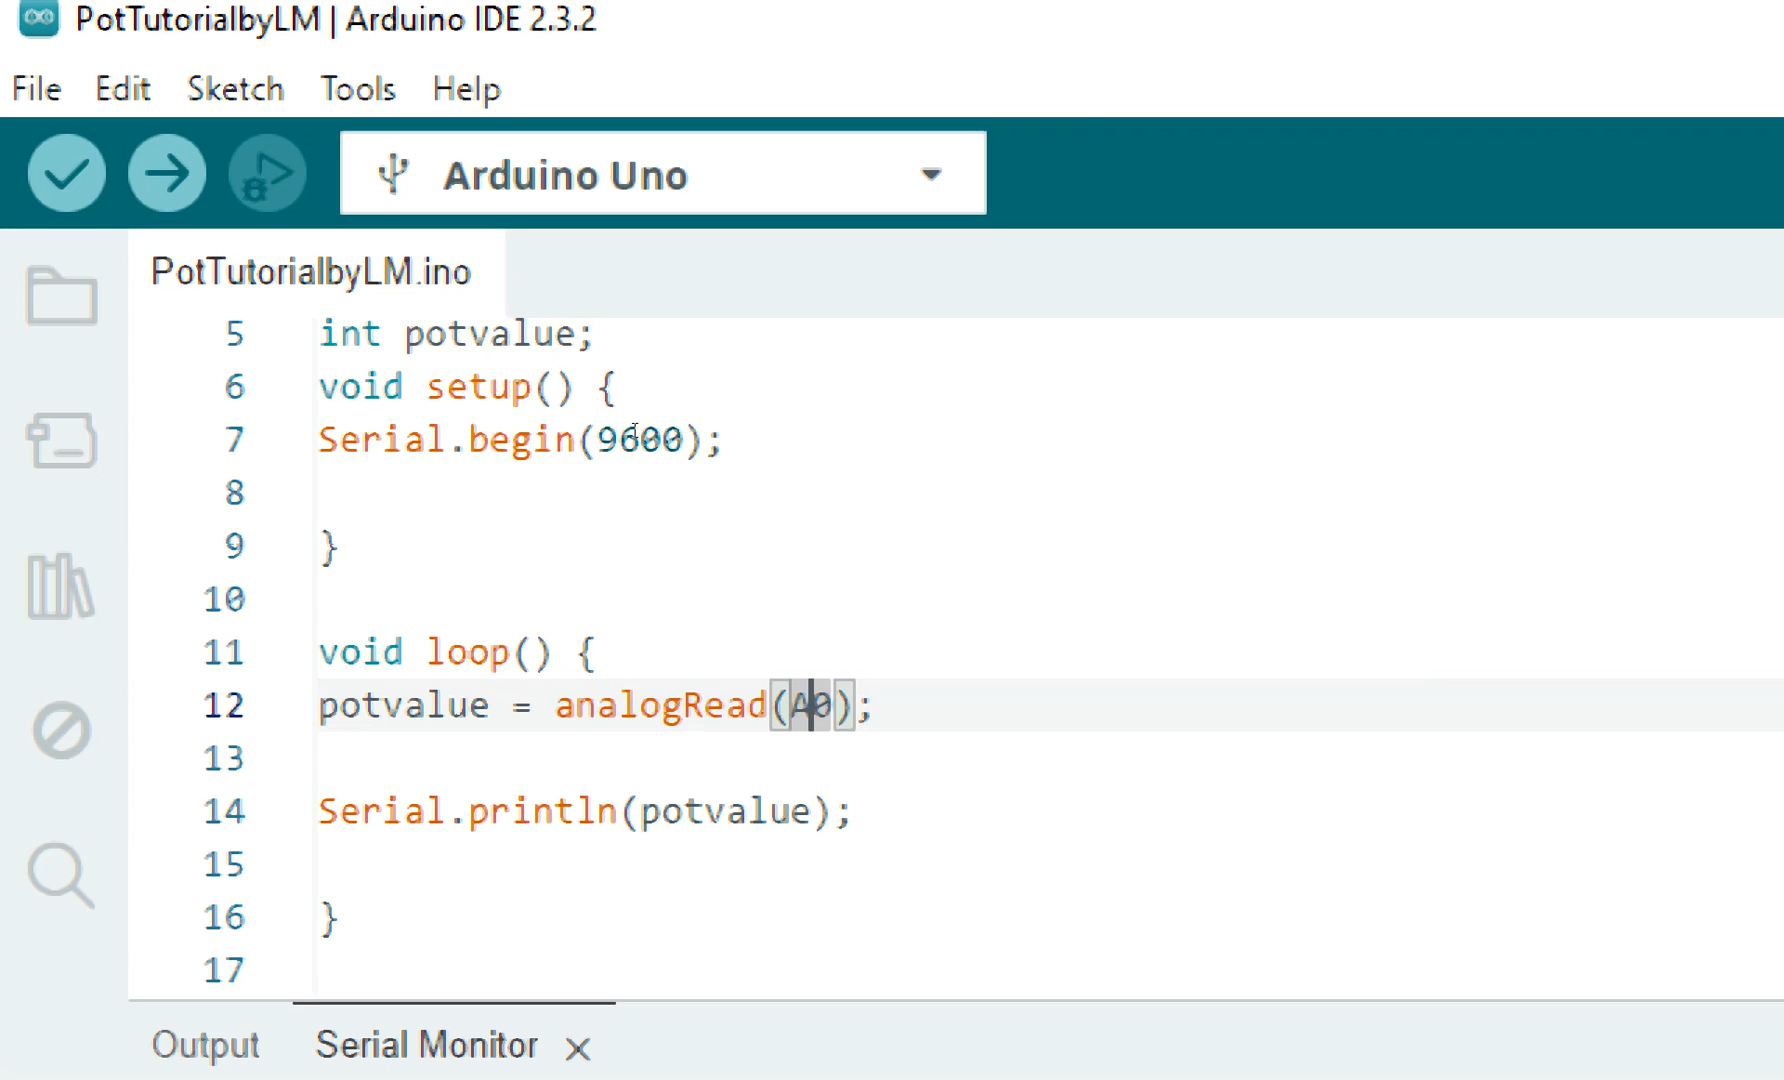 PotTutorialbyLM | Arduino IDE 2.3.2
File Edit Sketch Tools Help
Arduino Uno
PotTutorialbyLM.ino
5 int potvalue;
6 void setup() {
7 Serial.begin(9600);
8
9 }
10
11 void loop() {
12 potvalue = analogRead(A0);
13
14 Serial.println(potvalue);
15
16 }
17
Output Serial Monitor